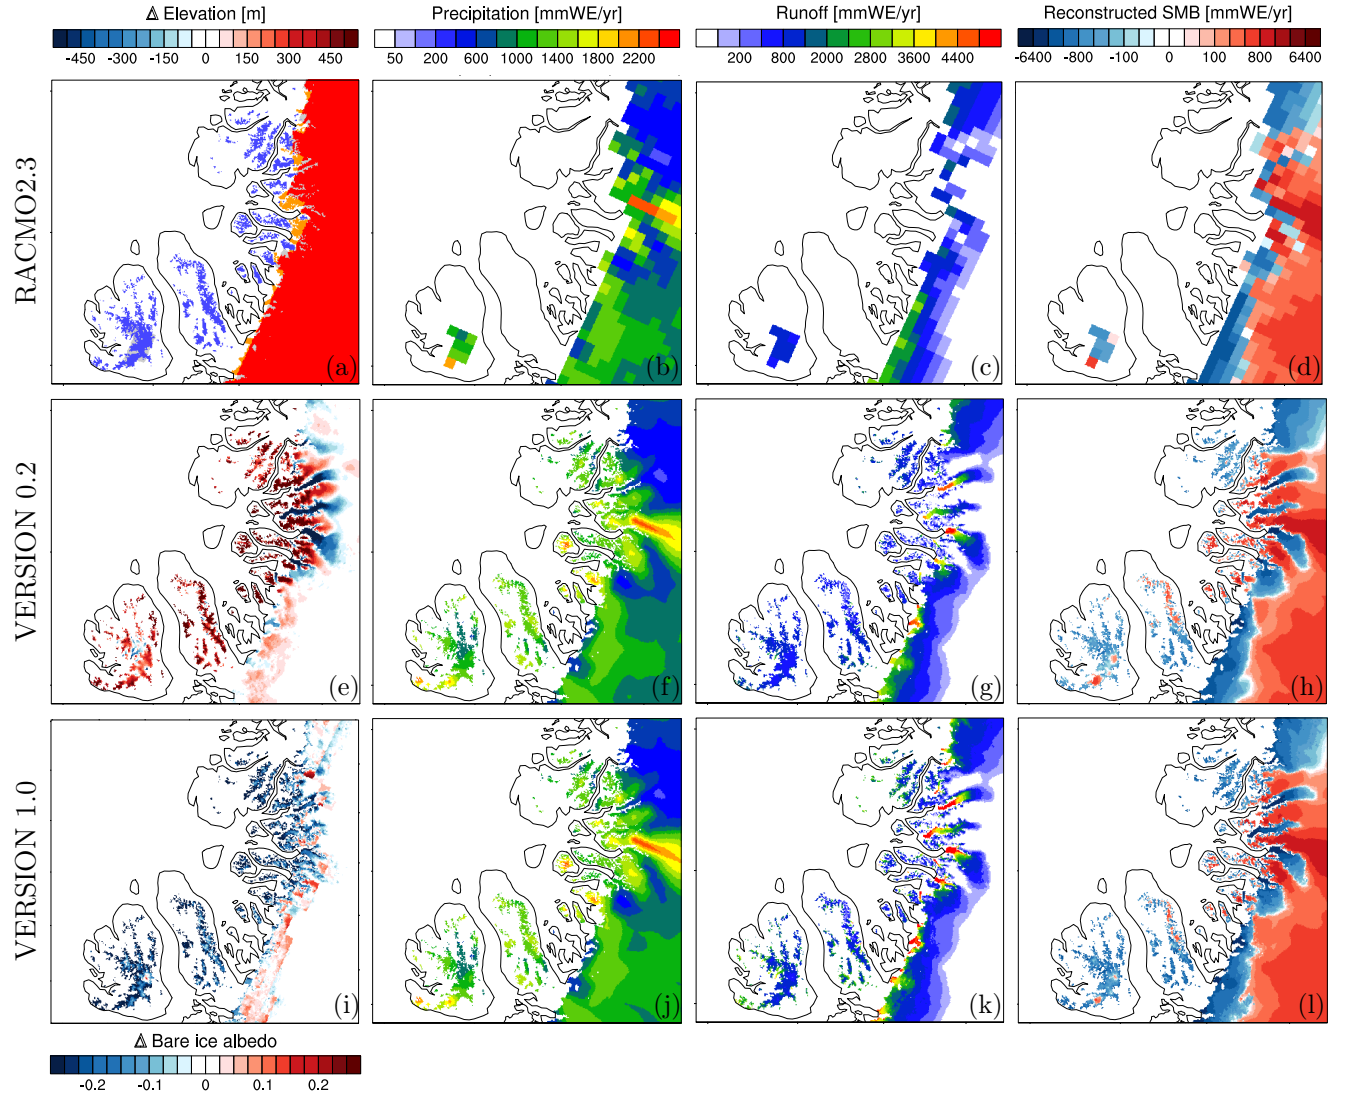 Δ Elevation [m]
Precipitation [mmWE/yr]
Runoff [mmWE/yr]
Reconstructed SMB [mmWE/yr]
-450 -300 -150 0 150 300 450
50 200 600 1000 1400 1800 2200
200 800 2000 2800 3600 4400
-6400 -800 -100 0 100 800 6400
RACMO2.3
(a)
(b)
(c)
(d)
VERSION 0.2
(e)
(f)
(g)
(h)
VERSION 1.0
(i)
(j)
(k)
(l)
Δ Bare ice albedo
-0.2 -0.1 0 0.1 0.2